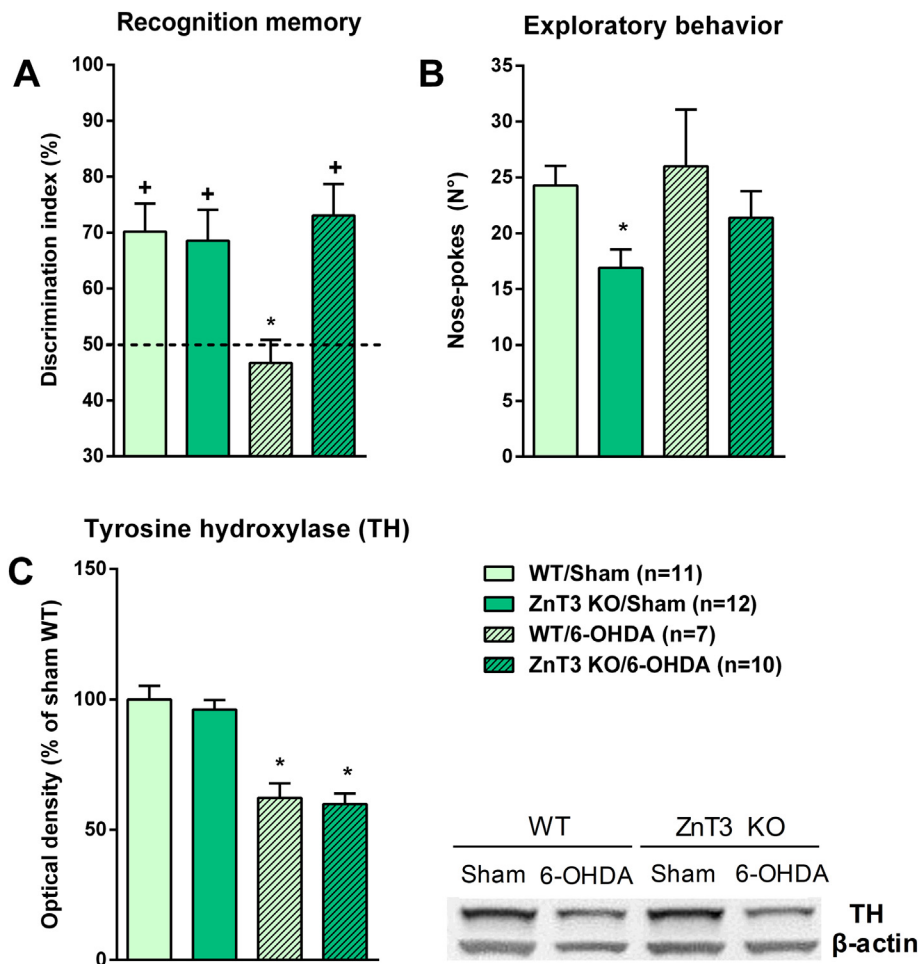 Recognition memory
A
Discrimination index (%)
100
90
80
70
60
50
40
30
+
+
*
+
Exploratory behavior
B
Nose-pokes (N°)
35
30
25
20
15
10
5
0
*
Tyrosine hydroxylase (TH)
C
Optical density (% of sham WT)
150
100
50
0
*
*
WT/Sham (n=11)
ZnT3 KO/Sham (n=12)
WT/6-OHDA (n=7)
ZnT3 KO/6-OHDA (n=10)
WT ZnT3 KO
Sham 6-OHDA Sham 6-OHDA
TH
β-actin